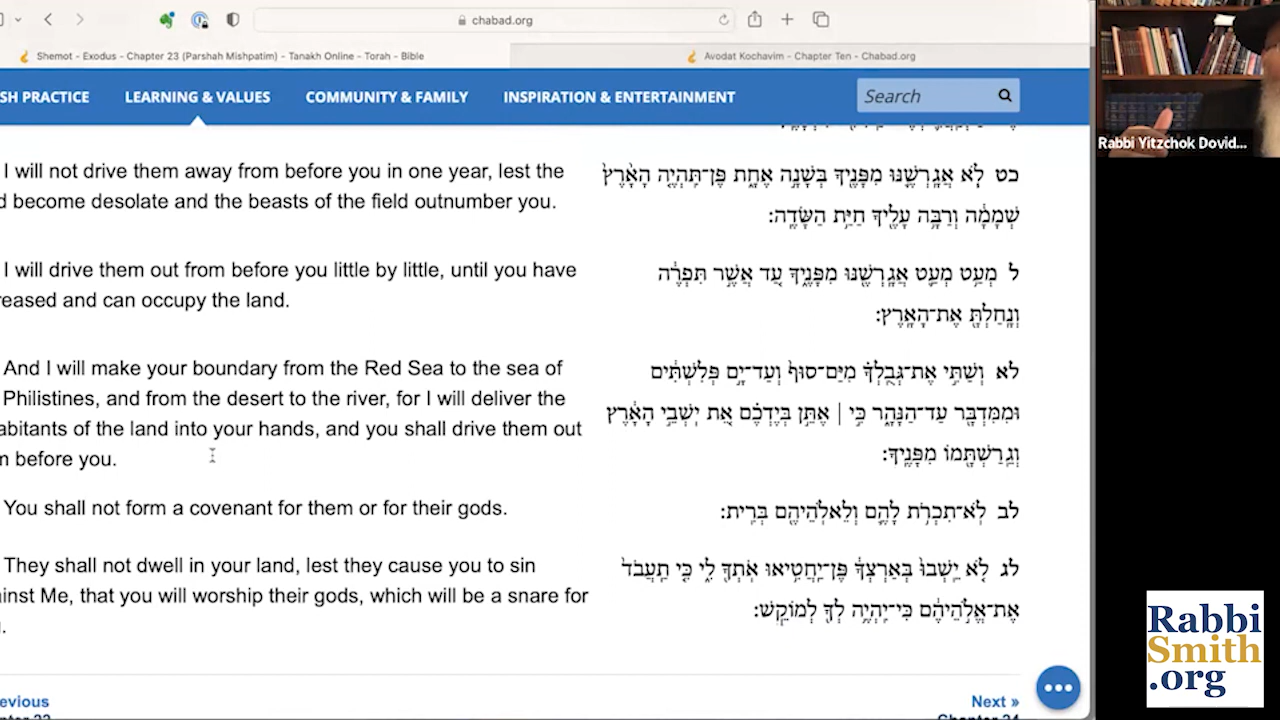 chabad.org
Shemot - Exodus - Chapter 23 (Parshah Mishpatim) - Tanakh Online - Torah - Bible
Avodat Kochavim - Chapter Ten - Chabad.org
SH PRACTICE
LEARNING & VALUES
COMMUNITY & FAMILY
INSPIRATION & ENTERTAINMENT
Search
Rabbi Yitzchok Dovid...
I will not drive them away from before you in one year, lest the
d become desolate and the beasts of the field outnumber you.
כט לֹ֧א אֲגָֽרְשֶׁ֛נּוּ מִפָּנֶ֖יךָ בְּשָׁנָ֣ה אֶחָ֑ת פֶּן־תִּֽהְיֶ֤ה הָאָ֨רֶץ֙
שְׁמָמָ֔ה וְרַבָּ֥ה עָלֶ֖יךָ חַיַּ֥ת הַשָּׂדֶֽה:
I will drive them out from before you little by little, until you have
reased and can occupy the land.
ל מְעַ֥ט מְעַ֛ט אֲגָֽרְשֶׁ֖נּוּ מִפָּנֶ֑יךָ עַ֚ד אֲשֶׁ֣ר תִּפְרֶ֔ה
וְנָֽחַלְתָּ֖ אֶת־הָאָֽרֶץ:
And I will make your boundary from the Red Sea to the sea of
Philistines, and from the desert to the river, for I will deliver the
abitants of the land into your hands, and you shall drive them out
m before you.
לא וְשַׁתִּ֣י אֶת־גְּבֻֽלְךָ֗ מִיַּם־סוּף֙ וְעַד־יָ֣ם פְּלִשְׁתִּ֔ים
וּמִמִּדְבָּ֖ר עַד־הַנָּהָ֑ר כִּ֣י | אֶתֵּ֣ן בְּיֶדְכֶ֗ם אֵ֚ת יֽשְׁבֵ֣י הָאָ֔רֶץ
וְגֵֽרַשְׁתָּ֖מוֹ מִפָּנֶֽיךָ:
You shall not form a covenant for them or for their gods.
לב לֹֽא־תִכְרֹ֥ת לָהֶ֛ם וְלֵאלֹֽהֵיהֶ֖ם בְּרִֽית:
They shall not dwell in your land, lest they cause you to sin
ainst Me, that you will worship their gods, which will be a snare for
לג לֹ֤א יֵֽשְׁבוּ֙ בְּאַרְצְךָ֔ פֶּן־יַֽחֲטִ֥יאוּ אֹֽתְךָ֖ לִ֑י כִּ֤י תַֽעֲבֹד֙
אֶת־אֱלֹ֣הֵיהֶ֔ם כִּי־יִֽהְיֶ֥ה לְךָ֖ לְמוֹקֵֽשׁ:
evious
Next »
Rabbi
Smith
.org